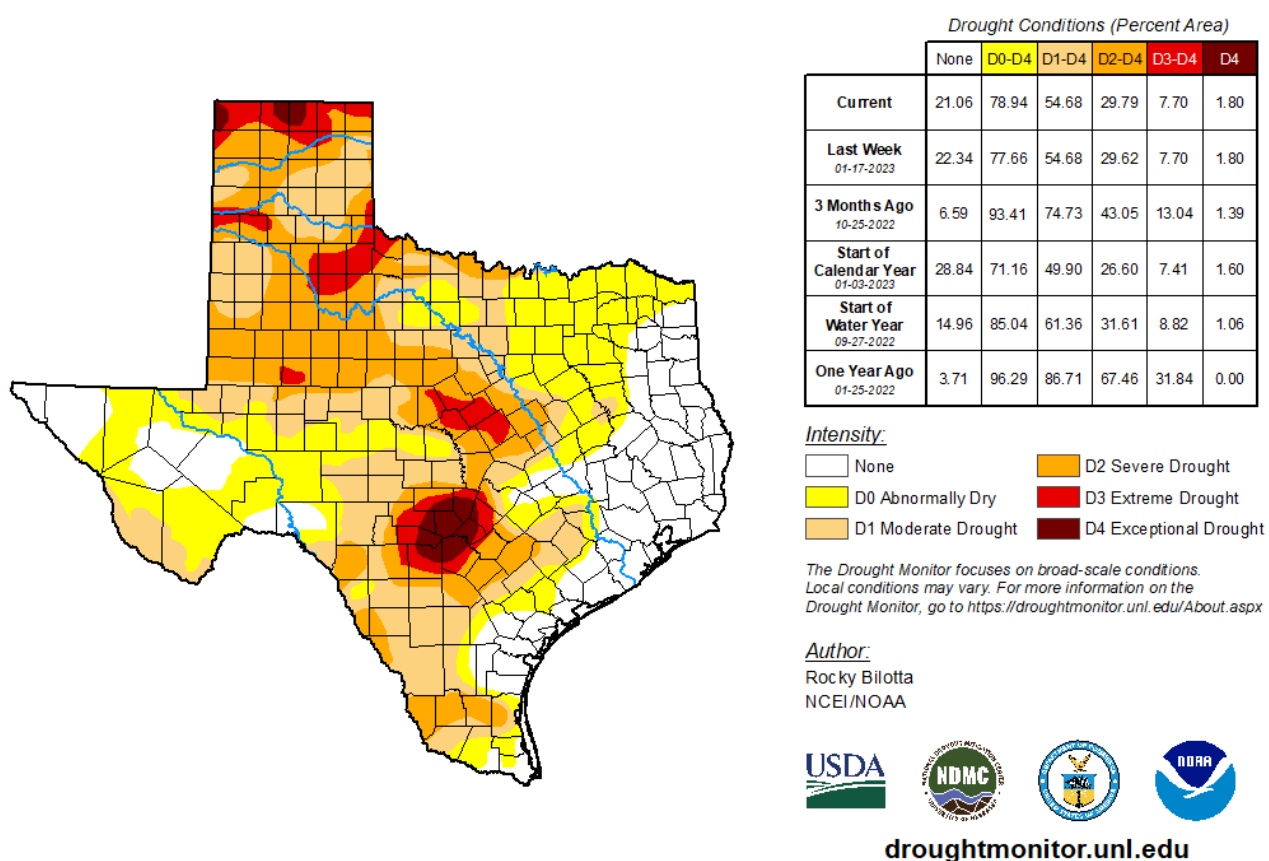 Drought Conditions (Percent Area)
None D0-D4 D1-D4 D2-D4 D3-D4 D4
Current 21.06 78.94 54.68 29.79 7.70 1.80
Last Week
01-17-2023 22.34 77.66 54.68 29.62 7.70 1.80
3 Months Ago
10-25-2022 6.59 93.41 74.73 43.05 13.04 1.39
Start of
Calendar Year
01-03-2023 28.84 71.16 49.90 26.60 7.41 1.60
Start of
Water Year
09-27-2022 14.96 85.04 61.36 31.61 8.82 1.06
One Year Ago
01-25-2022 3.71 96.29 86.71 67.46 31.84 0.00
Intensity:
None
D0 Abnormally Dry
D1 Moderate Drought
D2 Severe Drought
D3 Extreme Drought
D4 Exceptional Drought
The Drought Monitor focuses on broad-scale conditions.
Local conditions may vary. For more information on the
Drought Monitor, go to https://droughtmonitor.unl.edu/About.aspx
Author:
Rocky Bilotta
NCEI/NOAA
USDA
NDMC
NOAA
droughtmonitor.unl.edu